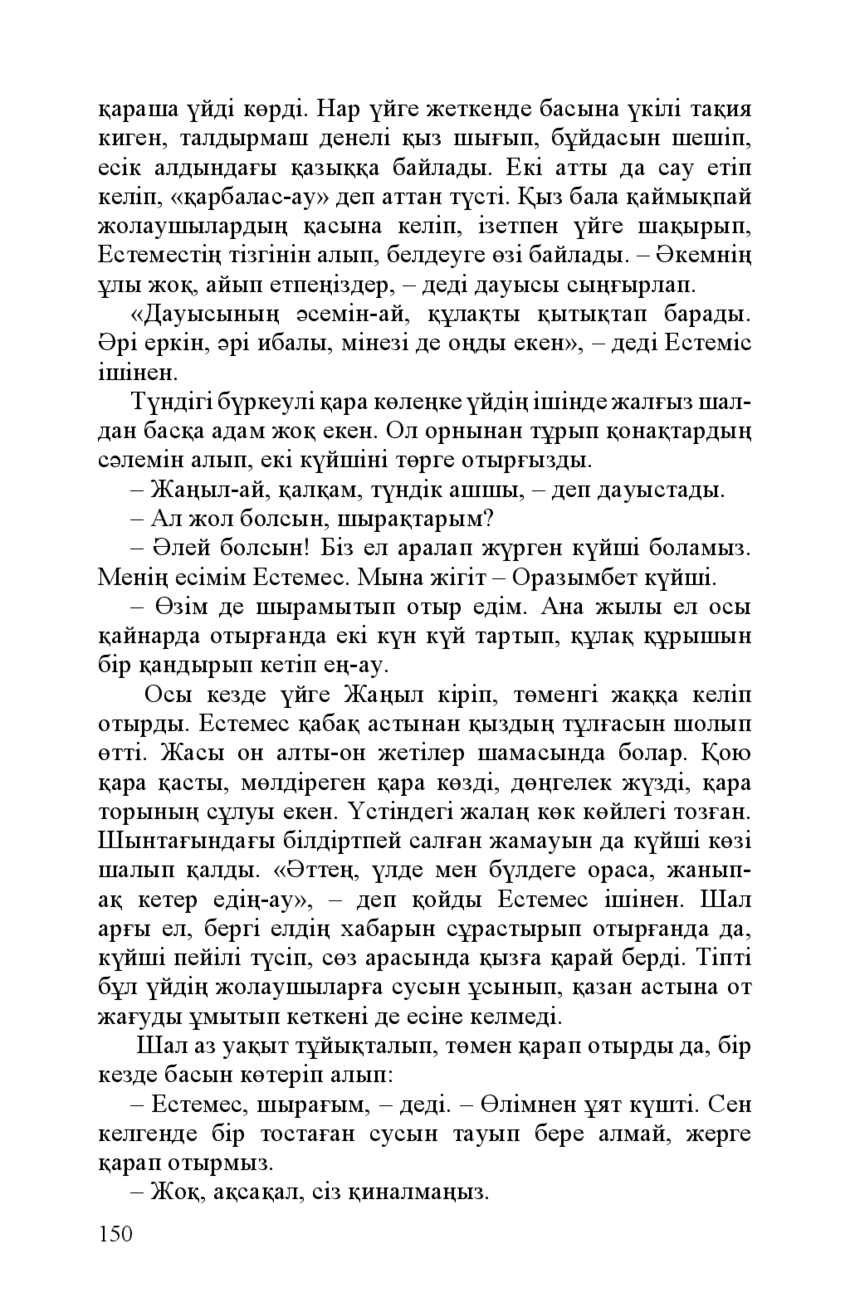 қараша үйді көрді. Нар үйге жеткенде басына үкілі тақия
киген, талдырмаш денелі қыз шығып, бұйдасын шешіп,
есік алдындағы қазыққа байлады. Екі атты да сау етіп
келіп, «қарбалас-ау» деп аттан түсті. Қыз бала қаймықпай
жолаушылардың қасына келіп, ізетпен үйге шақырып,
Естеместің тізгінін алып, белдеуге өзі байлады. – Әкемнің
ұлы жоқ, айып етпеңіздер, – деді дауысы сыңғырлап.
«Дауысының әсемін-ай, құлақты қытықтап барады.
Әрі еркін, әрі ибалы, мінезі де оңды екен», – деді Естеміс
ішінен.
Түндігі бүркеулі қара көлеңке үйдің ішінде жалғыз шал-
дан басқа адам жоқ екен. Ол орнынан тұрып қонақтардың
сәлемін алып, екі күйшіні төрге отырғызды.
– Жаңыл-ай, қалқам, түндік ашшы, – деп дауыстады.
– Ал жол болсын, шырақтарым?
– Әлей болсын! Біз ел аралап жүрген күйші боламыз.
Менің есімім Естемес. Мына жігіт – Оразымбет күйші.
– Өзім де шырамытып отыр едім. Ана жылы ел осы
қайнарда отырғанда екі күн күй тартып, құлақ құрышын
бір қандырып кетіп ең-ау.
Осы кезде үйге Жаңыл кіріп, төменгі жаққа келіп
отырды. Естемес қабақ астынан қыздың тұлғасын шолып
өтті. Жасы он алты-он жетілер шамасында болар. Қою
қара қасты, мөлдіреген қара көзді, дөңгелек жүзді, қара
торының сұлуы екен. Үстіндегі жалаң көк көйлегі тозған.
Шынтағындағы білдіртпей салған жамауын да күйші көзі
шалып қалды. «Әттең, үлде мен бүлдеге ораса, жанып-
ақ кетер едің-ау», – деп қойды Естемес ішінен. Шал
арғы ел, бергі елдің хабарын сұрастырып отырғанда да,
күйші пейілі түсіп, сөз арасында қызға қарай берді. Тіпті
бұл үйдің жолаушыларға сусын ұсынып, қазан астына от
жағуды ұмытып кеткені де есіне келмеді.
Шал аз уақыт тұйықталып, төмен қарап отырды да, бір
кезде басын көтеріп алып:
– Естемес, шырағым, – деді. – Өлімнен ұят күшті. Сен
келгенде бір тостаған сусын тауып бере алмай, жерге
қарап отырмыз.
– Жоқ, ақсақал, сіз қиналмаңыз.
150